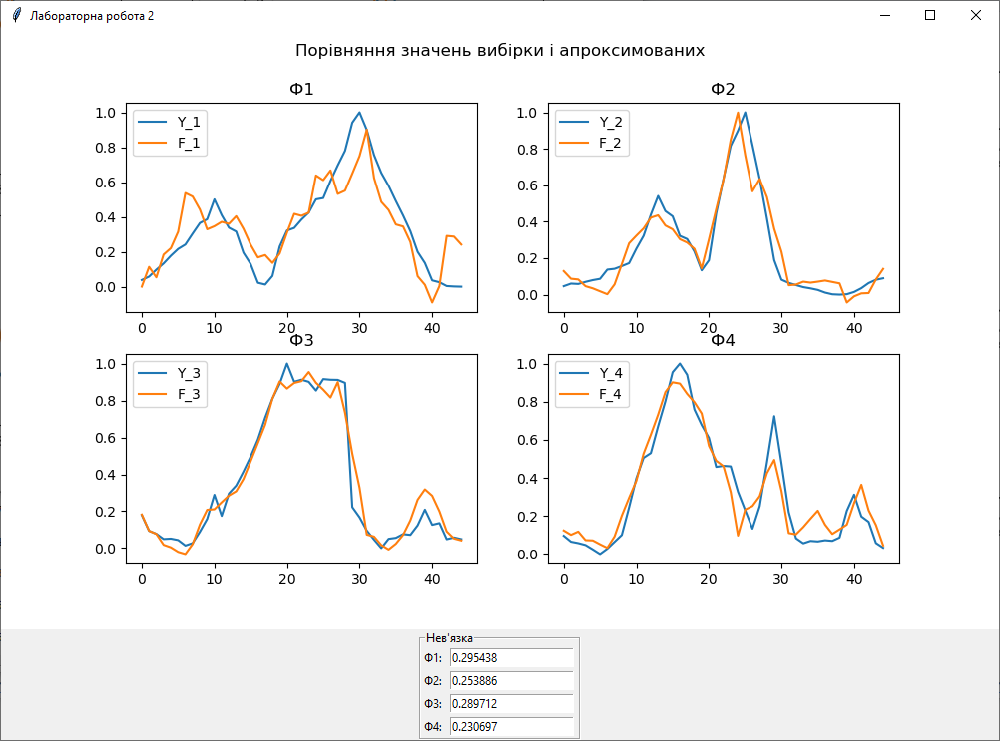 Лабораторна робота 2
Порівняння значень вибірки і апроксимованих
Ф1
Y_1
F_1
1.0
0.8
0.6
0.4
0.2
0.0
0 10 20 30 40
Ф2
Y_2
F_2
1.0
0.8
0.6
0.4
0.2
0.0
0 10 20 30 40
Ф3
Y_3
F_3
1.0
0.8
0.6
0.4
0.2
0.0
0 10 20 30 40
Ф4
Y_4
F_4
1.0
0.8
0.6
0.4
0.2
0.0
0 10 20 30 40
Нев'язка
Ф1: 0.295438
Ф2: 0.253886
Ф3: 0.289712
Ф4: 0.230697